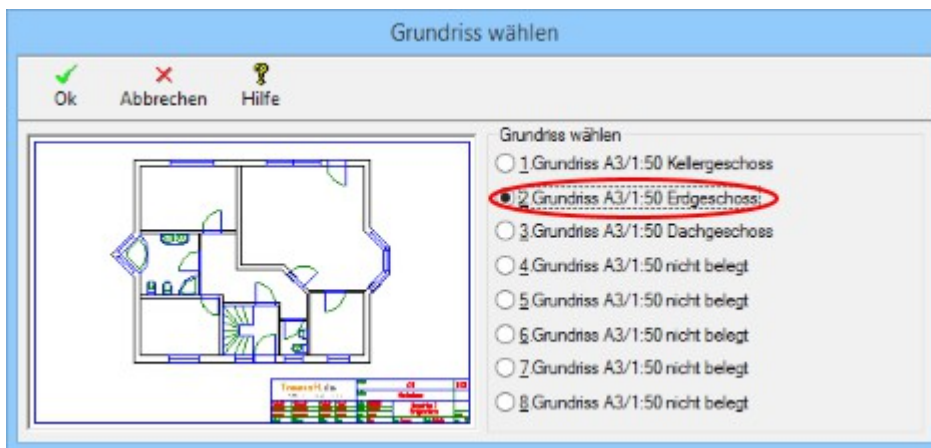 Grundriss wählen
Ok Abbrechen Hilfe
Grundriss wählen
1.Grundriss A3/1:50 Kellergeschoss
2.Grundriss A3/1:50 Erdgeschoss
3.Grundriss A3/1:50 Dachgeschoss
4.Grundriss A3/1:50 nicht belegt
5.Grundriss A3/1:50 nicht belegt
6.Grundriss A3/1:50 nicht belegt
7.Grundriss A3/1:50 nicht belegt
8.Grundriss A3/1:50 nicht belegt